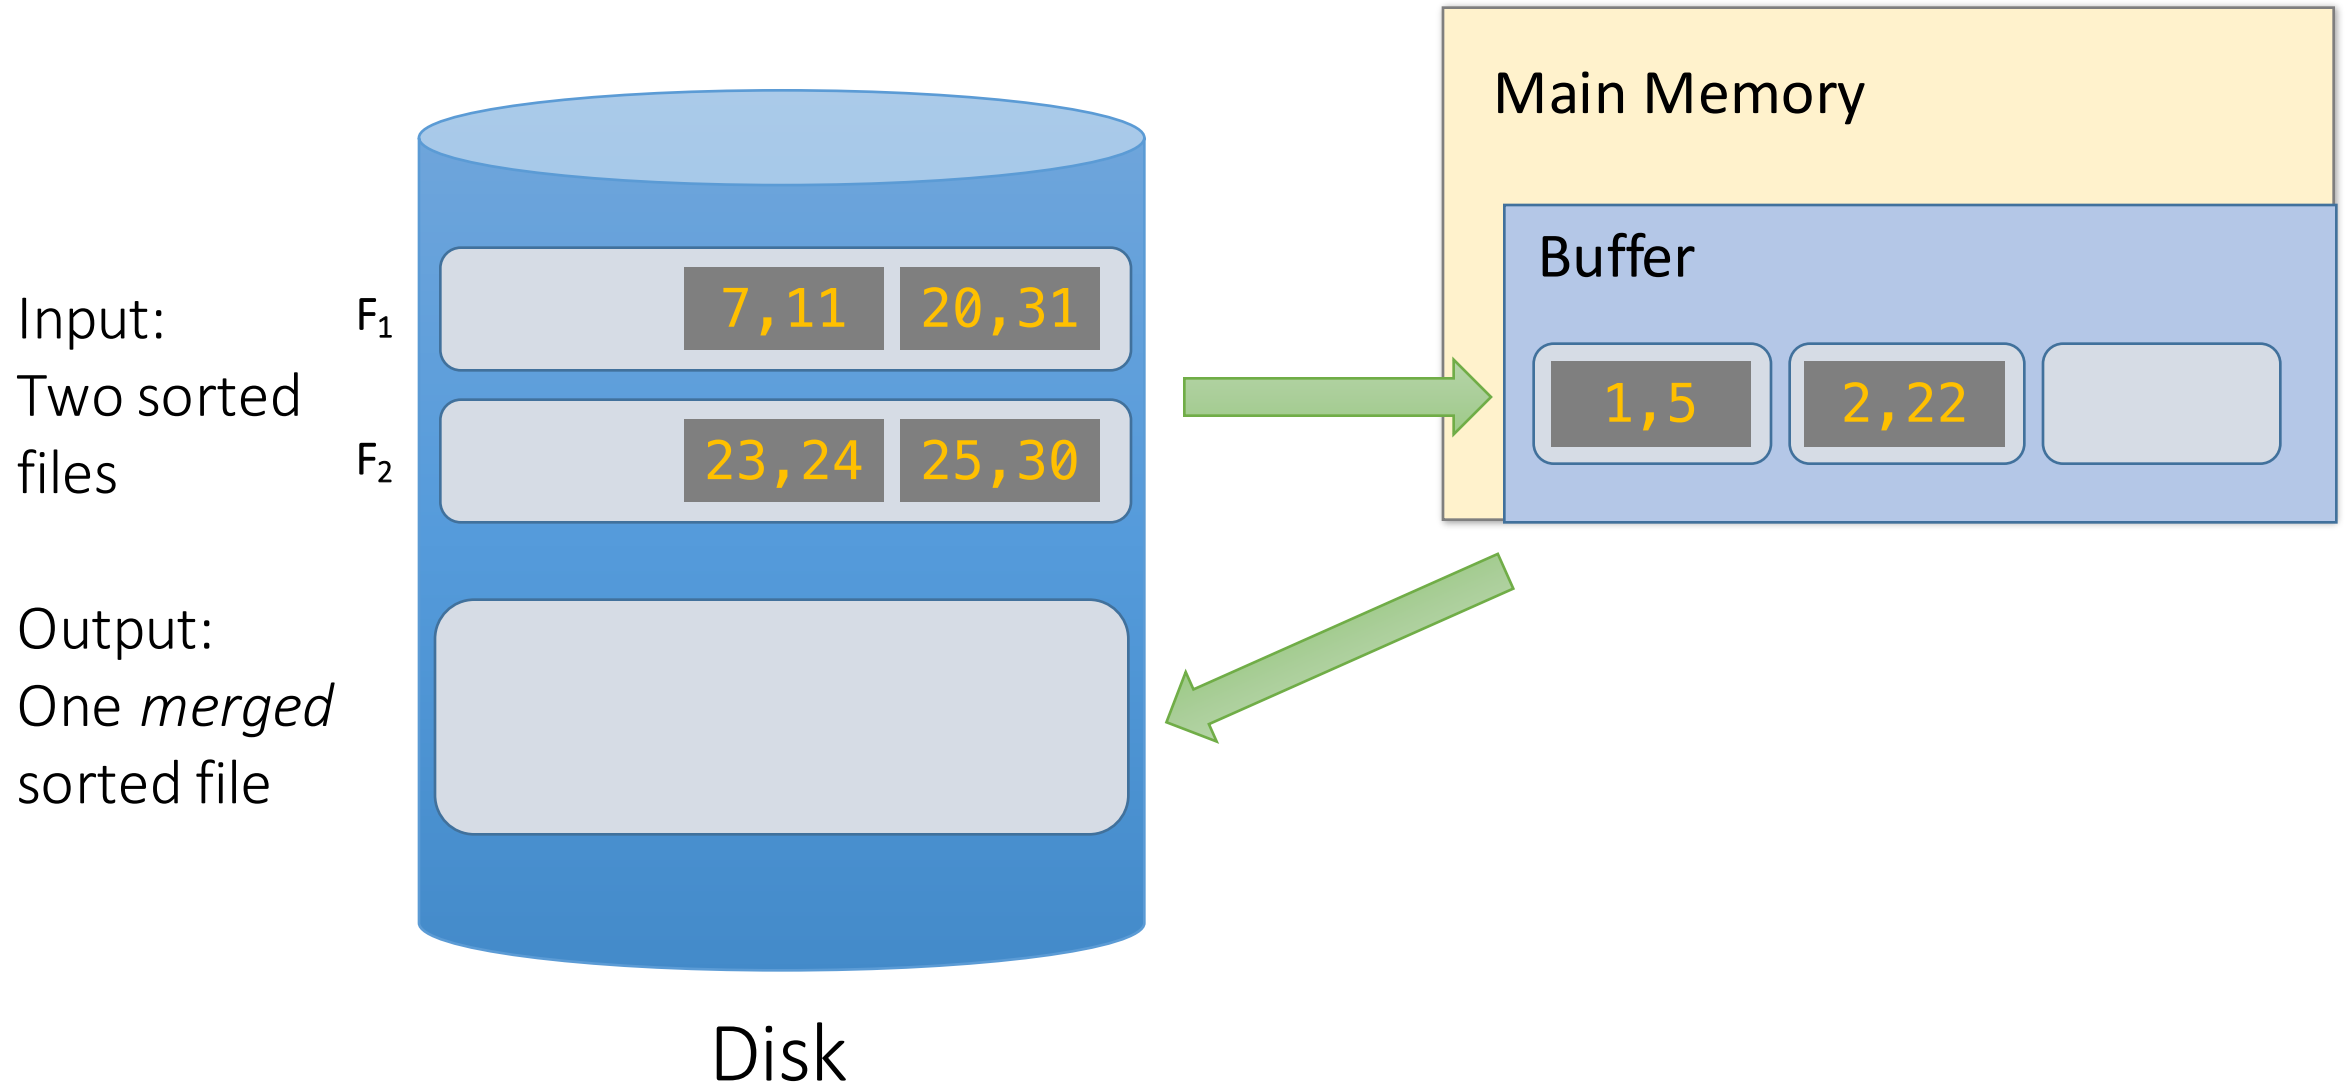 Main Memory
Buffer
Input:
Two sorted
files
F₁
7,11
20,31
F₂
23,24
25,30
1,5
2,22
Output:
One merged
sorted file
Disk